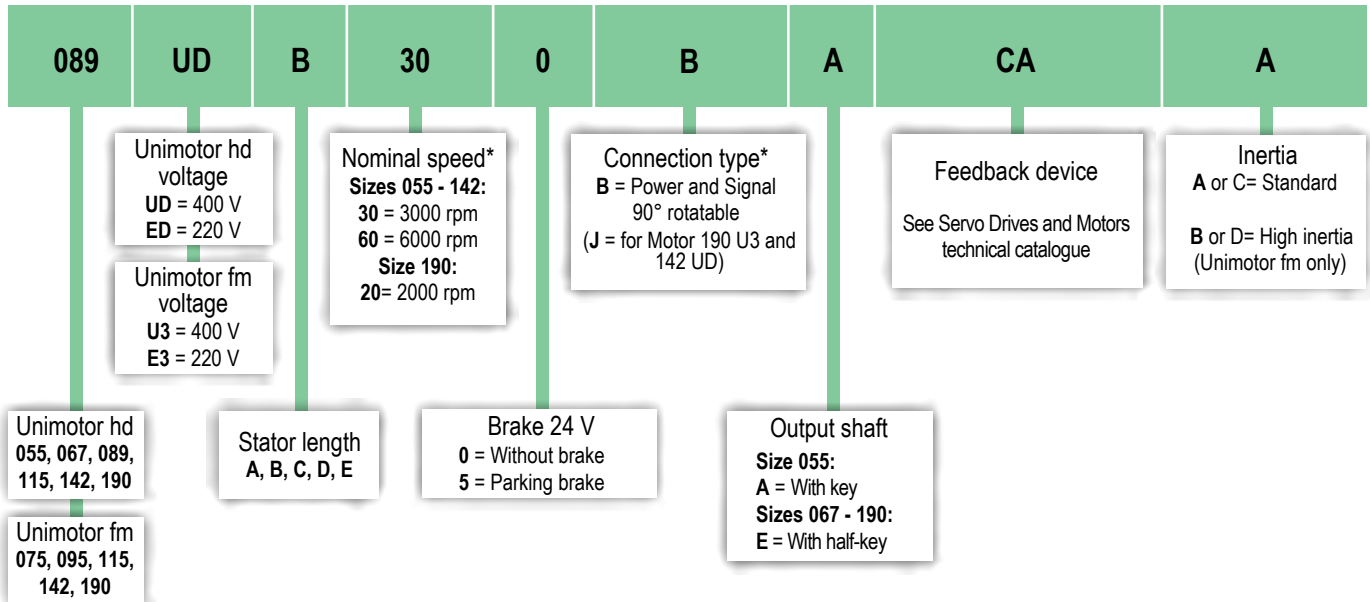 089 UD B 30 0 B A CA A
Unimotor hd
voltage
UD = 400 V
ED = 220 V
Unimotor fm
voltage
U3 = 400 V
E3 = 220 V
Nominal speed*
Sizes 055 - 142:
30 = 3000 rpm
60 = 6000 rpm
Size 190:
20= 2000 rpm
Connection type*
B = Power and Signal
90° rotatable
(J = for Motor 190 U3 and
142 UD)
Feedback device
See Servo Drives and Motors
technical catalogue
Inertia
A or C= Standard
B or D= High inertia
(Unimotor fm only)
Unimotor hd
055, 067, 089,
115, 142, 190
Unimotor fm
075, 095, 115,
142, 190
Stator length
A, B, C, D, E
Brake 24 V
0 = Without brake
5 = Parking brake
Output shaft
Size 055:
A = With key
Sizes 067 - 190:
E = With half-key